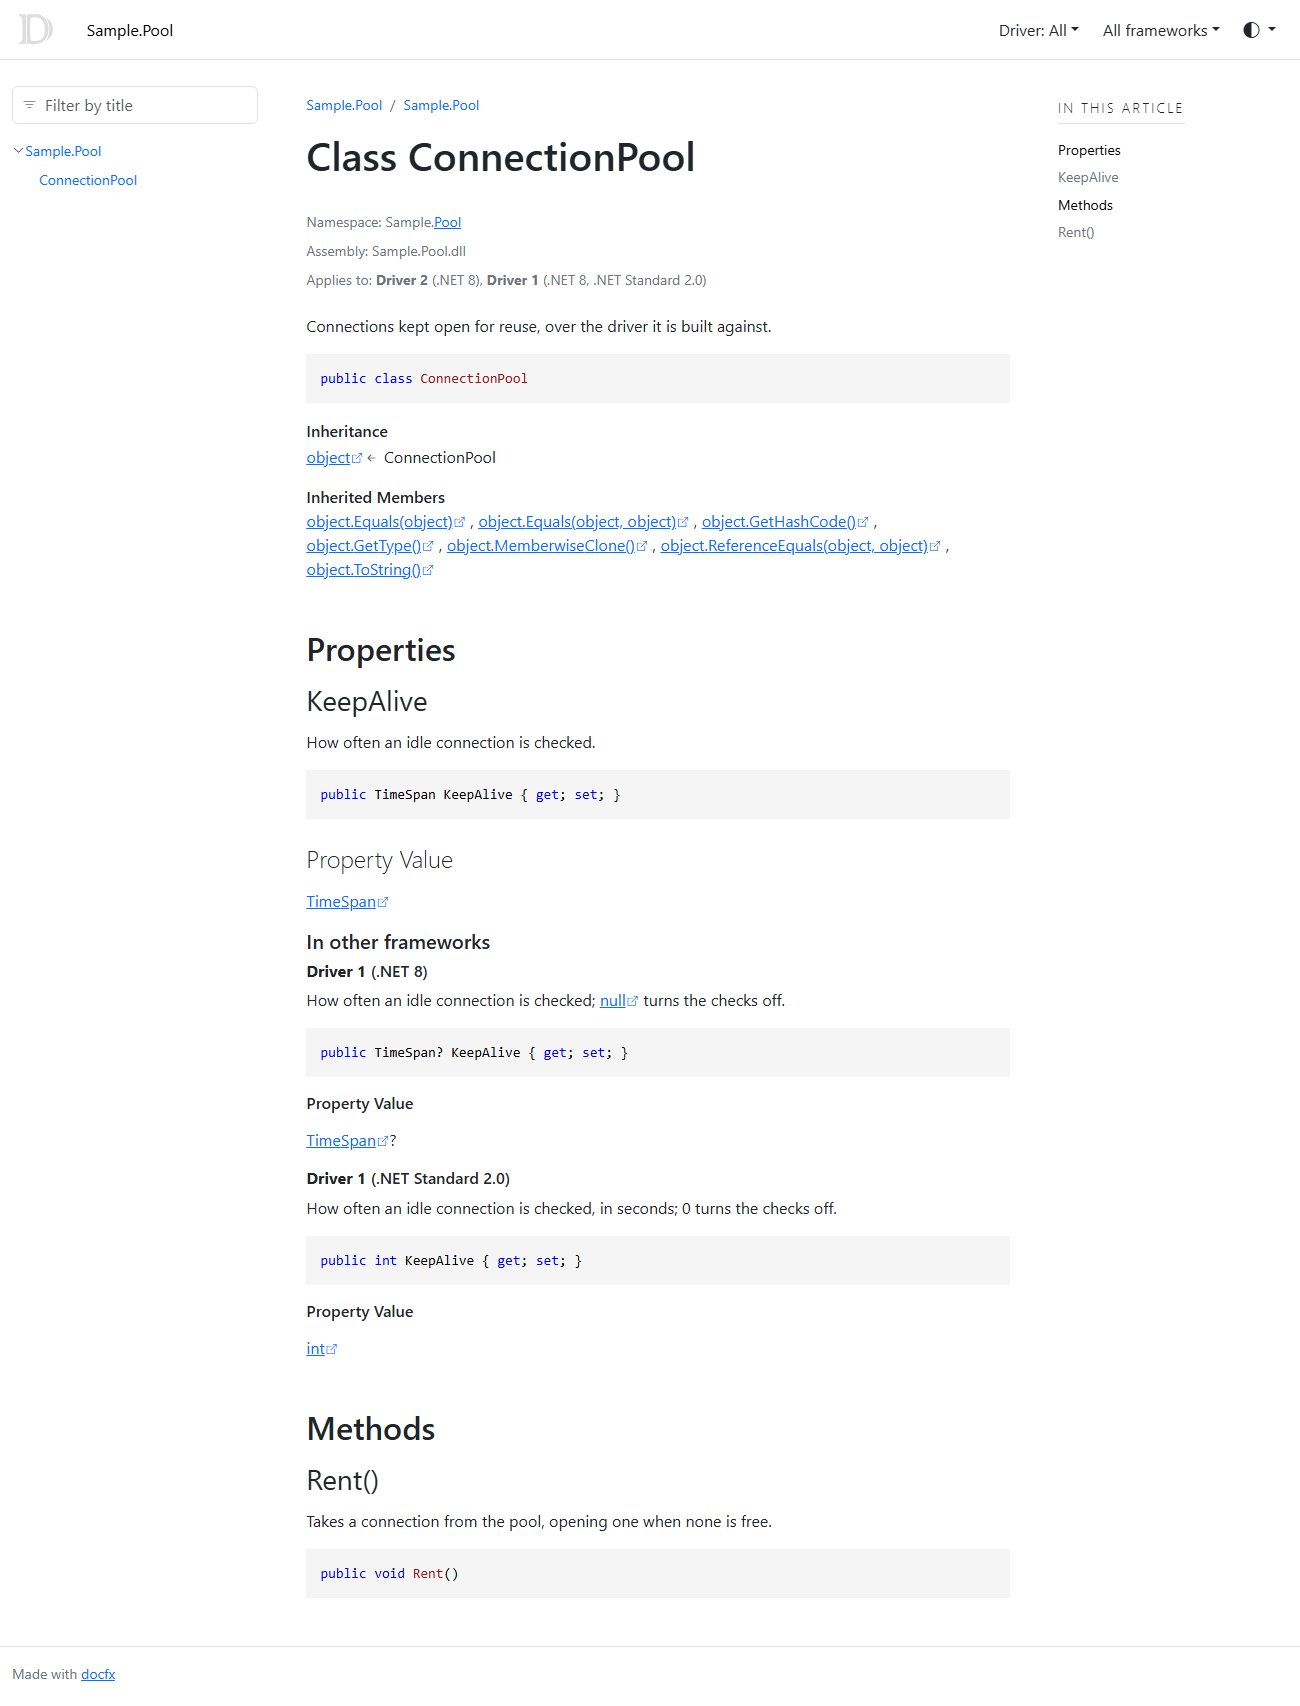 Sample.Pool
Driver: All
All frameworks
Filter by title
Sample.Pool
ConnectionPool
Sample.Pool / Sample.Pool
Class ConnectionPool
Namespace: Sample.Pool
Assembly: Sample.Pool.dll
Applies to: Driver 2 (.NET 8), Driver 1 (.NET 8, .NET Standard 2.0)
Connections kept open for reuse, over the driver it is built against.
public class ConnectionPool
Inheritance
object ← ConnectionPool
Inherited Members
object.Equals(object) , object.Equals(object, object) , object.GetHashCode() ,
object.GetType() , object.MemberwiseClone() , object.ReferenceEquals(object, object) ,
object.ToString()
Properties
KeepAlive
How often an idle connection is checked.
public TimeSpan KeepAlive { get; set; }
Property Value
TimeSpan
In other frameworks
Driver 1 (.NET 8)
How often an idle connection is checked; null turns the checks off.
public TimeSpan? KeepAlive { get; set; }
Property Value
TimeSpan?
Driver 1 (.NET Standard 2.0)
How often an idle connection is checked, in seconds; 0 turns the checks off.
public int KeepAlive { get; set; }
Property Value
int
Methods
Rent()
Takes a connection from the pool, opening one when none is free.
public void Rent()
IN THIS ARTICLE
Properties
KeepAlive
Methods
Rent()
Made with docfx